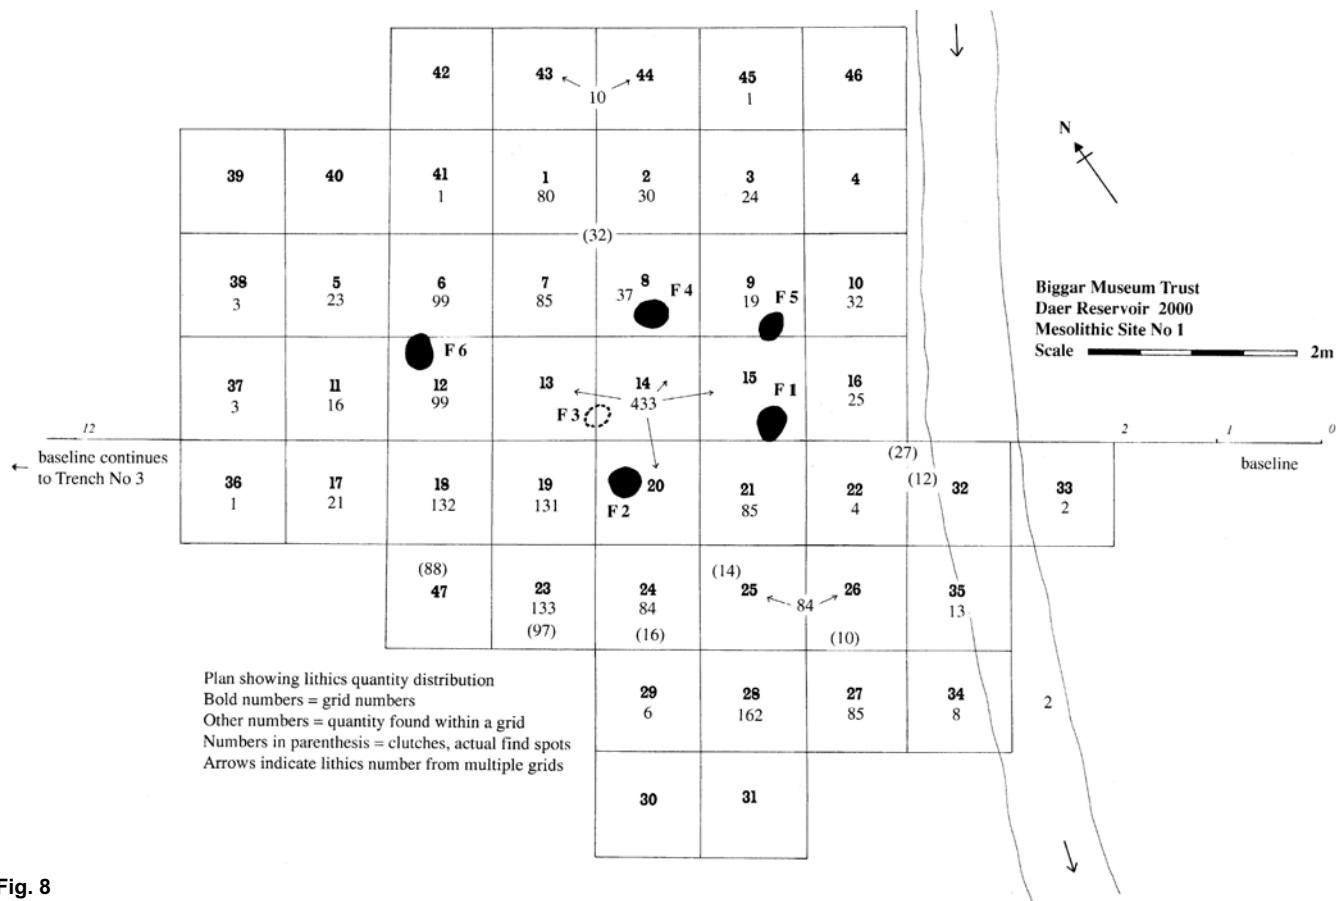 42 43 44 45 46
10 1
N
39 40 41 1 2 3 4
1 80 30 24
(32)
38 5 6 7 8 9 10
3 23 99 85 37 F 4 19 F 5 32
Biggar Museum Trust
Daer Reservoir 2000
Mesolithic Site No 1
Scale 2m
F 6
37 11 12 13 14 15 16
3 16 99 F 3 433 F 1 25
12 2 1 0
baseline continues
to Trench No 3
baseline
(27)
(12)
36 17 18 19 20 21 22 32 33
1 21 132 131 F 2 85 4 2
(88) (14)
47 23 24 25 26 35
133 84 84 13
(97) (16) (10)
Plan showing lithics quantity distribution
Bold numbers = grid numbers
Other numbers = quantity found within a grid
Numbers in parenthesis = clutches, actual find spots
Arrows indicate lithics number from multiple grids
29 28 27 34 2
6 162 85 8
30 31
Fig. 8